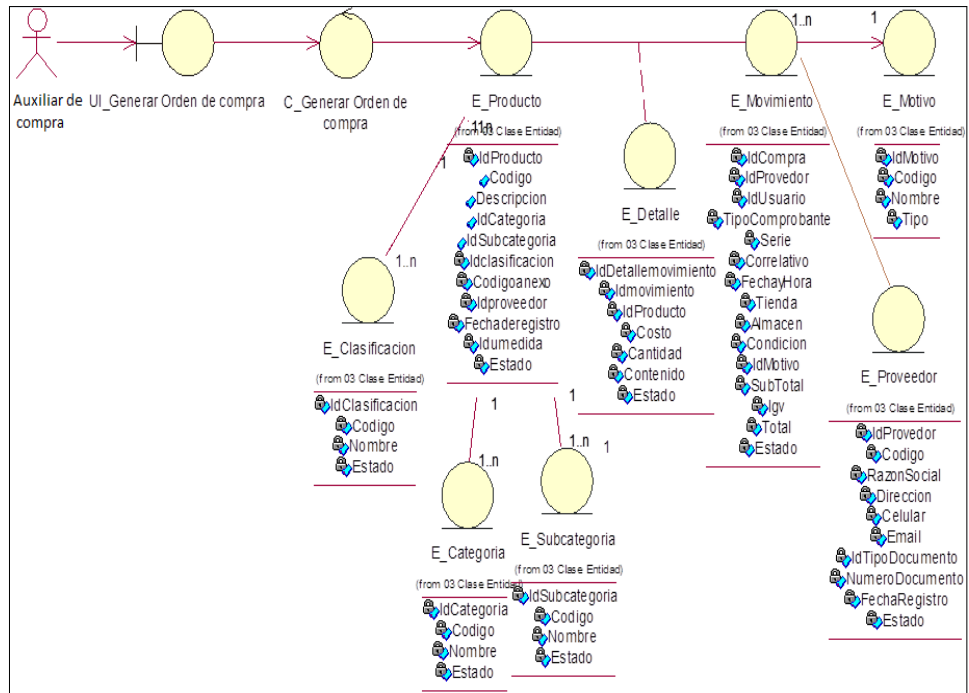 Auxiliar de
compra
UI_Generar Orden de compra
C_Generar Orden de
compra
E_Producto
(from 03 Clase Entidad)
IdProducto
Codigo
Descripcion
IdCategoria
IdSubcategoria
Idclasificacion
Codigoanexo
Idproveedor
Fechaderegistro
Idumedida
Estado
1
1..n
E_Clasificacion
(from 03 Clase Entidad)
IdClasificacion
Codigo
Nombre
Estado
1
1..n
E_Categoria
(from 03 Clase Entidad)
IdCategoria
Codigo
Nombre
Estado
1
1..n
1
E_Subcategoria
(from 03 Clase Entidad)
IdSubcategoria
Codigo
Nombre
Estado
E_Detalle
(from 03 Clase Entidad)
IdDetallemovimiento
Idmovimiento
IdProducto
Costo
Cantidad
Contenido
Estado
1..n
E_Movimiento
(from 03 Clase Entidad)
IdCompra
IdProvedor
IdUsuario
TipoComprobante
Serie
Correlativo
FechayHora
Tienda
Almacen
Condicion
IdMotivo
SubTotal
Igv
Total
Estado
1
E_Motivo
(from 03 Clase Entidad)
IdMotivo
Codigo
Nombre
Tipo
E_Proveedor
(from 03 Clase Entidad)
IdProvedor
Codigo
RazonSocial
Direccion
Celular
Email
IdTipoDocumento
NumeroDocumento
FechaRegistro
Estado